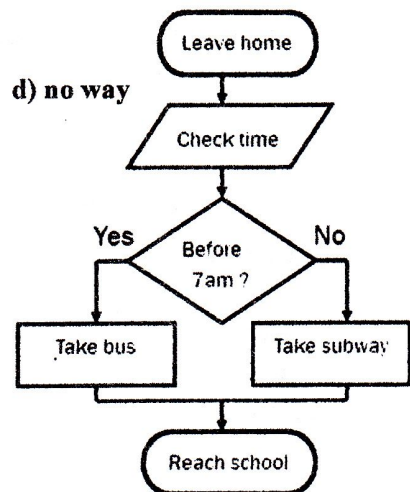 Leave home
d) no way
Check time
Yes
No
Before
7am ?
Take bus
Take subway
Reach school